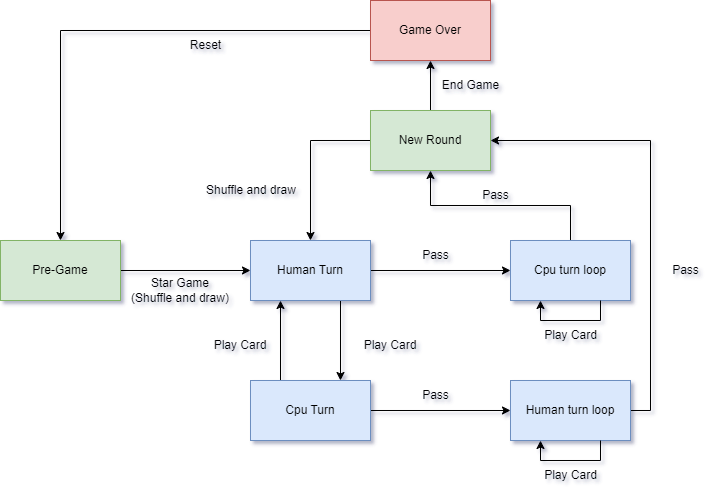 Game Over
Reset
End Game
New Round
Shuffle and draw
Pass
Pre-Game
Star Game
(Shuffle and draw)
Human Turn
Pass
Cpu turn loop
Pass
Play Card
Play Card
Play Card
Cpu Turn
Pass
Human turn loop
Play Card